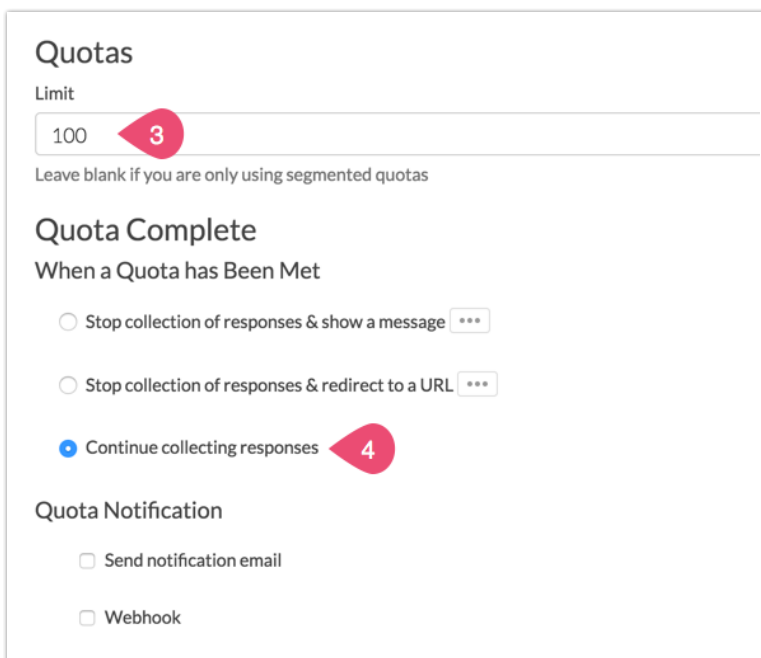 Quotas
Limit
100 3
Leave blank if you are only using segmented quotas
Quota Complete
When a Quota has Been Met
Stop collection of responses & show a message •••
Stop collection of responses & redirect to a URL •••
Continue collecting responses 4
Quota Notification
Send notification email
Webhook